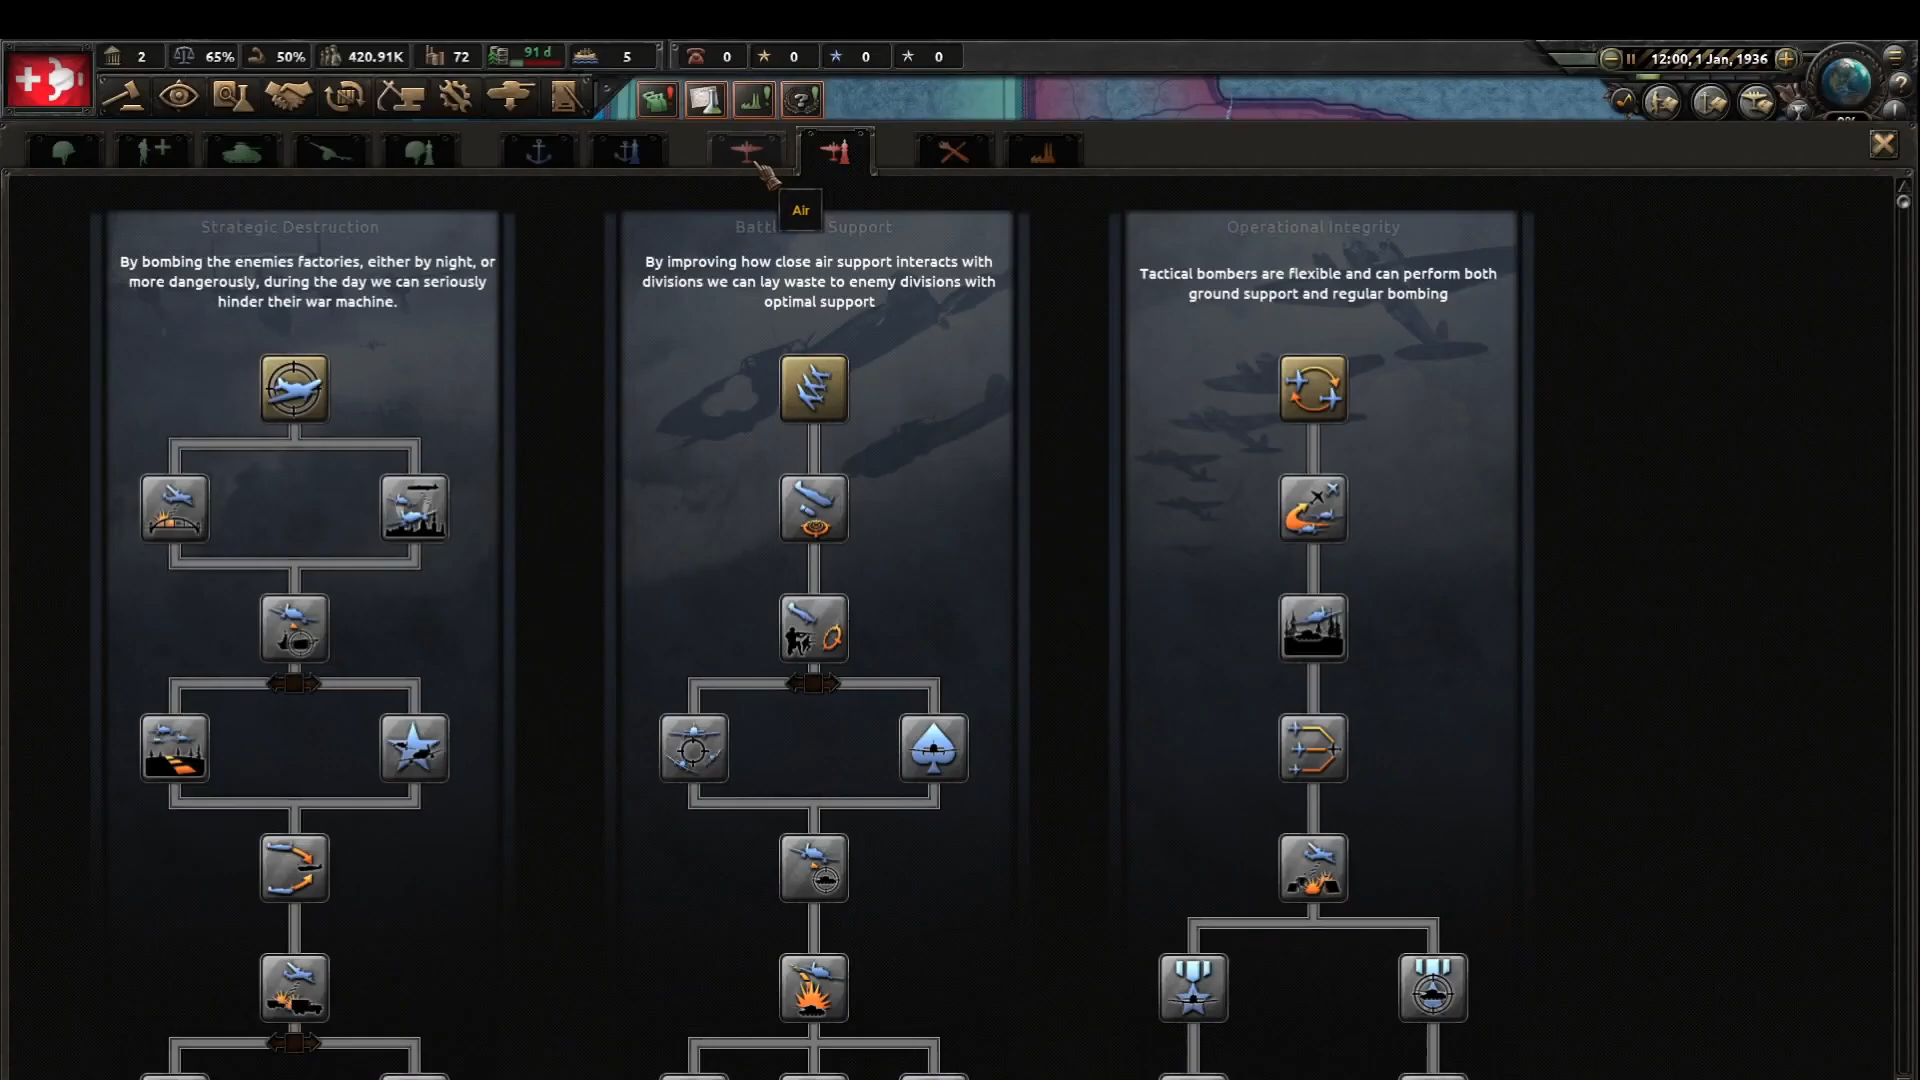 2 65% 50% 420.91K 72 91 d 5 0 0 0 0 12:00, 1 Jan, 1936
Air
Strategic Destruction
By bombing the enemies factories, either by night, or
more dangerously, during the day we can seriously
hinder their war machine.
Support
By improving how close air support interacts with
divisions we can lay waste to enemy divisions with
optimal support
Operational Integrity
Tactical bombers are flexible and can perform both
ground support and regular bombing